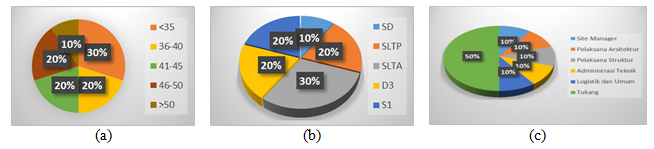 <35
36-40
41-45
46-50
>50
10%
30%
20%
20%
20%
(a)
SD
SLTP
SLTA
D3
S1
20%
10%
20%
20%
30%
(b)
Site Manager
Pelaksana Arsitektur
Pelaksana Struktur
Administrasi Teknik
Logistik dan Umum
Tukang
50%
10%
10%
10%
10%
10%
(c)